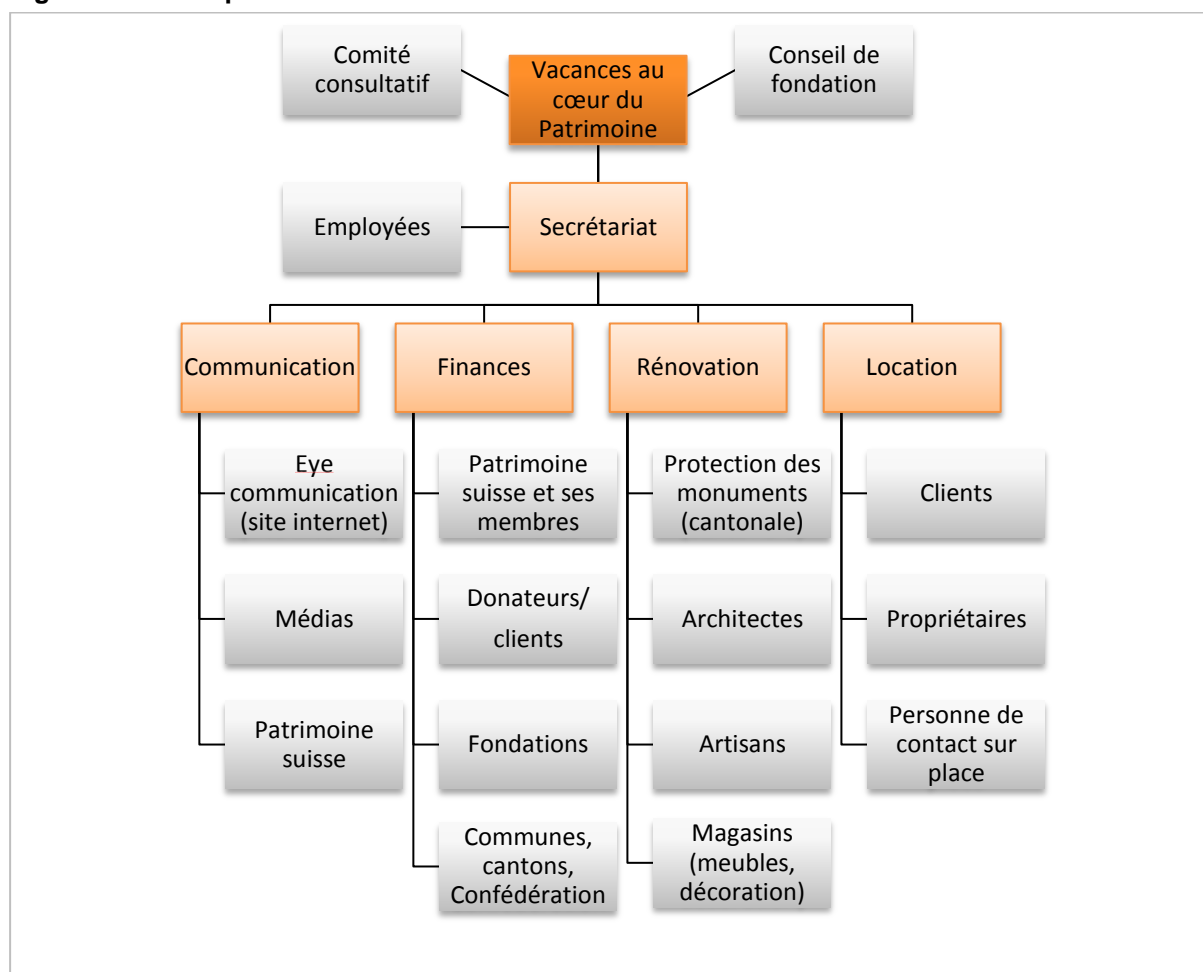 Comité
consultatif
Vacances au
cœur du
Patrimoine
Conseil de
fondation
Employées
Secrétariat
Communication
Finances
Rénovation
Location
Eye
communication
(site internet)
Patrimoine
suisse et ses
membres
Protection des
monuments
(cantonale)
Clients
Médias
Donateurs/
clients
Architectes
Propriétaires
Patrimoine
suisse
Fondations
Artisans
Personne de
contact sur
place
Communes,
cantons,
Confédération
Magasins
(meubles,
décoration)